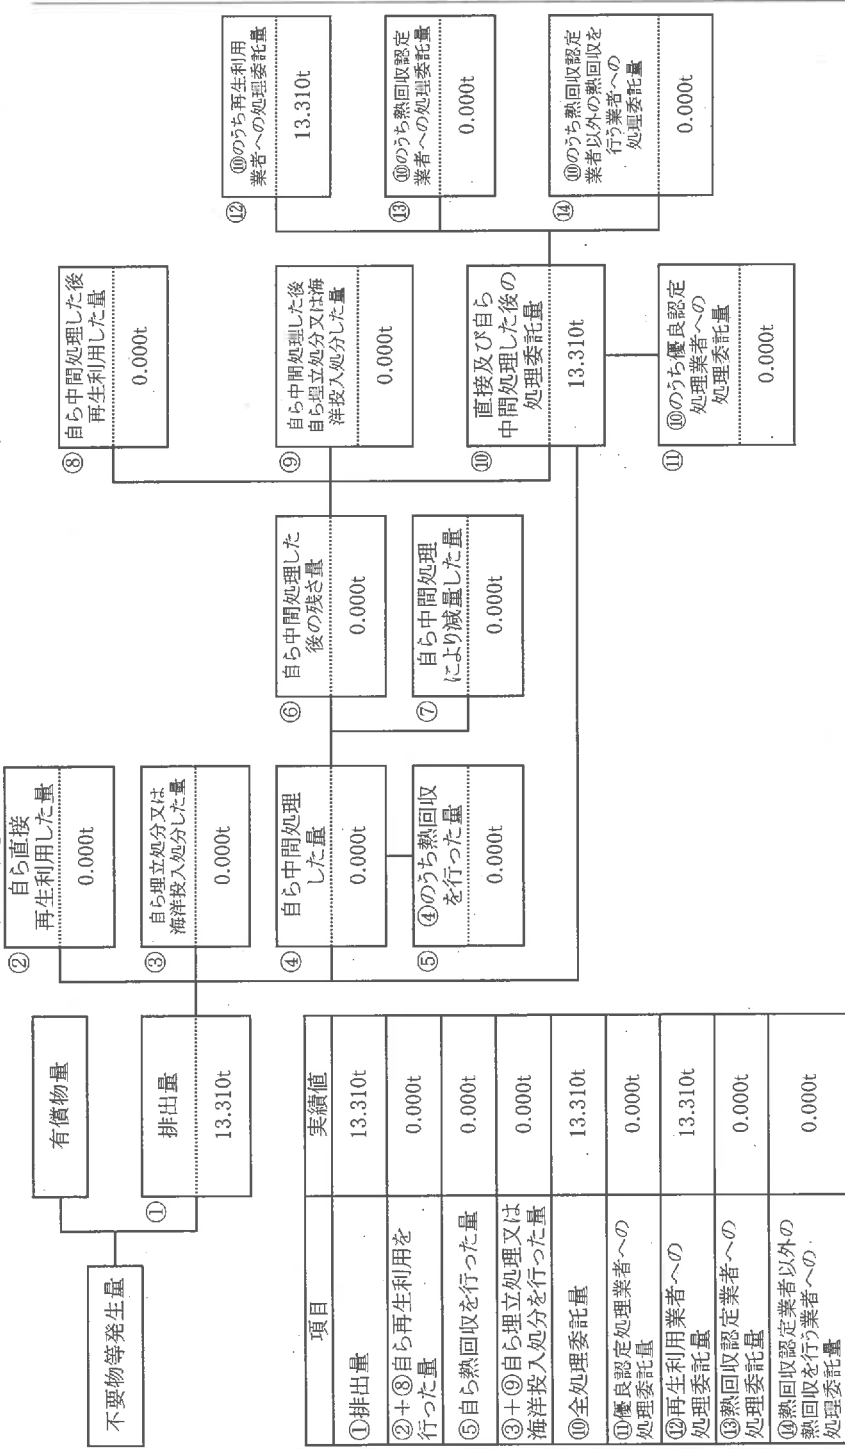 不要物等発生量
有償物量
①
排出量
13.310t
②
自ら直接
再生利用した量
0.000t
③
自ら埋立処分又は
海洋投入処分した量
0.000t
④
自ら中間処理
した量
0.000t
⑤
④のうち熱回収
を行った量
0.000t
⑥
自ら中間処理した
後の残さ量
0.000t
⑦
自ら中間処理
により減量した量
0.000t
⑧
自ら中間処理した後
再生利用した量
0.000t
⑨
自ら中間処理した後
自ら埋立処分又は海
洋投入処分した量
0.000t
⑩
直接及び自ら
中間処理した後の
処理委託量
13.310t
⑪
⑩のうち優良認定
処理業者への
処理委託量
0.000t
⑫
⑩のうち再生利用
業者への処理委託量
13.310t
⑬
⑩のうち熱回収認定
業者への処理委託量
0.000t
⑭
⑩のうち熱回収認定
業者以外の熱回収を
行う業者への
処理委託量
0.000t
項目 実績値
①排出量 13.310t
②+⑧自ら再生利用を
行った量 0.000t
⑤自ら熱回収を行った量 0.000t
③+⑨自ら埋立処理又は
海洋投入処分を行った量 0.000t
⑩全処理委託量 13.310t
⑪優良認定処理業者への
処理委託量 0.000t
⑫再生利用業者への
処理委託量 13.310t
⑬熱回収認定業者への
処理委託量 0.000t
⑭熱回収認定業者以外の
熱回収を行う業者への
処理委託量 0.000t